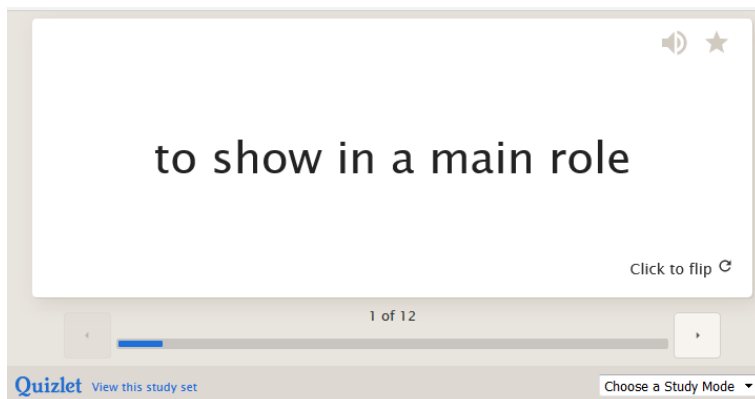 to show in a main role
Click to flip
1 of 12
Quizlet View this study set
Choose a Study Mode